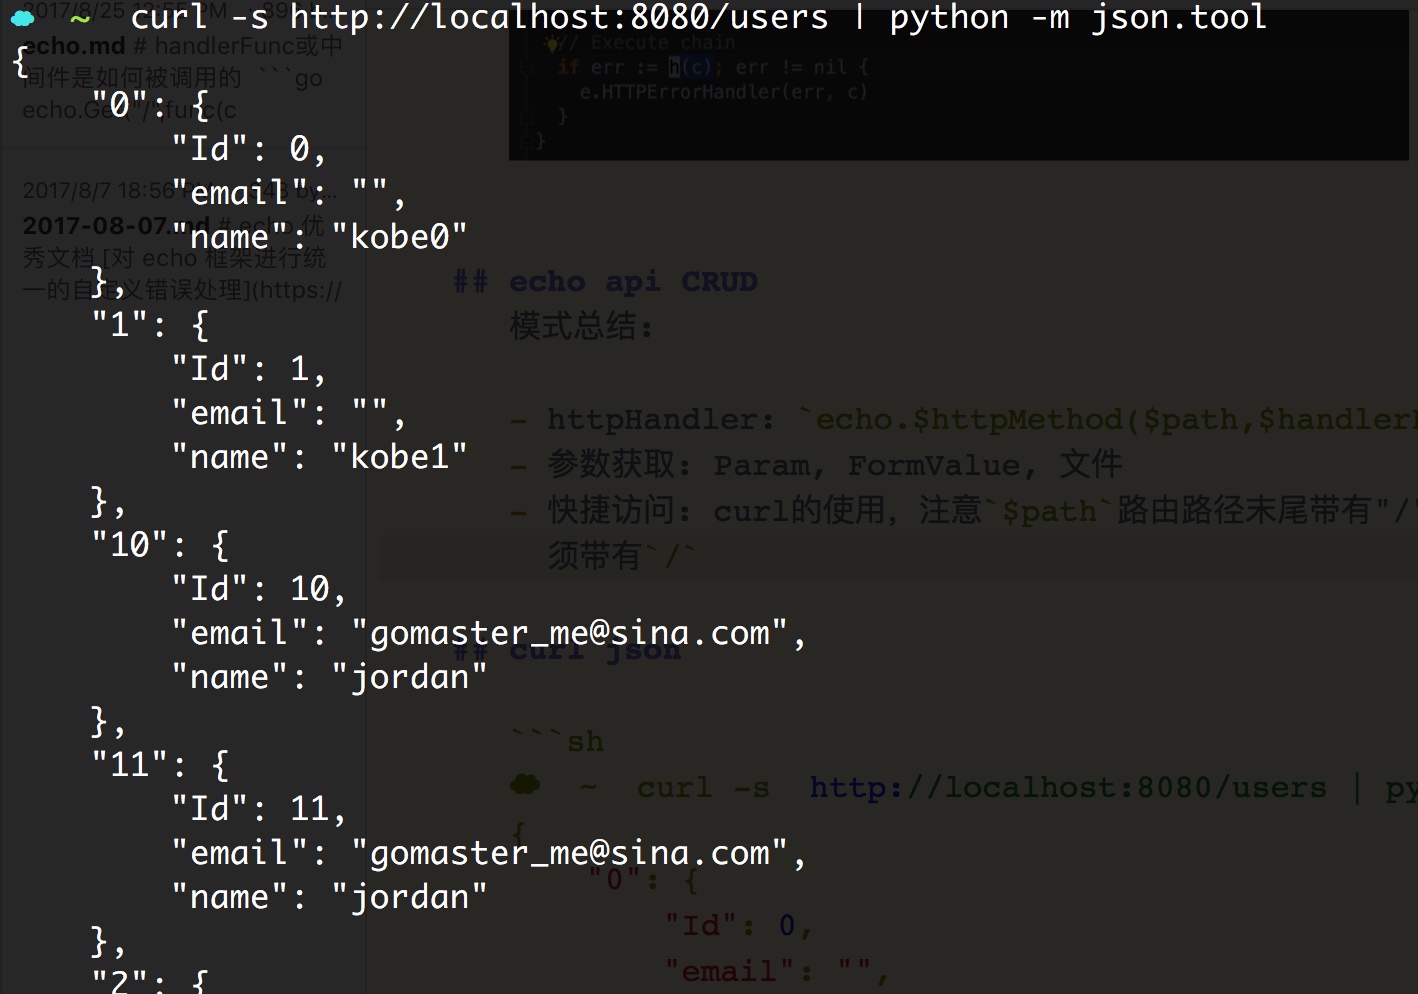 ~ curl -s http://localhost:8080/users | python -m json.tool
{
"0": {
"Id": 0,
"email": "",
"name": "kobe0"
},
"1": {
"Id": 1,
"email": "",
"name": "kobe1"
},
"10": {
"Id": 10,
"email": "gomaster_me@sina.com",
"name": "jordan"
},
"11": {
"Id": 11,
"email": "gomaster_me@sina.com",
"name": "jordan"
},
"2": {
2017/8/25 12:55 PM
echo.md # handlerFunc或中
间件是如何被调用的 ```go
echo.Get("/",func(c
2017/8/7 18:56
2017-08-07.md # echo 优
秀文档 [对 echo 框架进行统
一的自定义错误处理](https://
// Execute chain
if err := h(c); err != nil {
e.HTTPErrorHandler(err, c)
}
}
## echo api CRUD
模式总结:
- httpHandler: `echo.$httpMethod($path,$handler
- 参数获取: Param, FormValue, 文件
- 快捷访问: curl的使用, 注意`$path`路由路径末尾带有"/
须带有`/`
## curl json
```sh
~ curl -s http://localhost:8080/users | py
{
"0": {
"Id": 0,
"email": "",